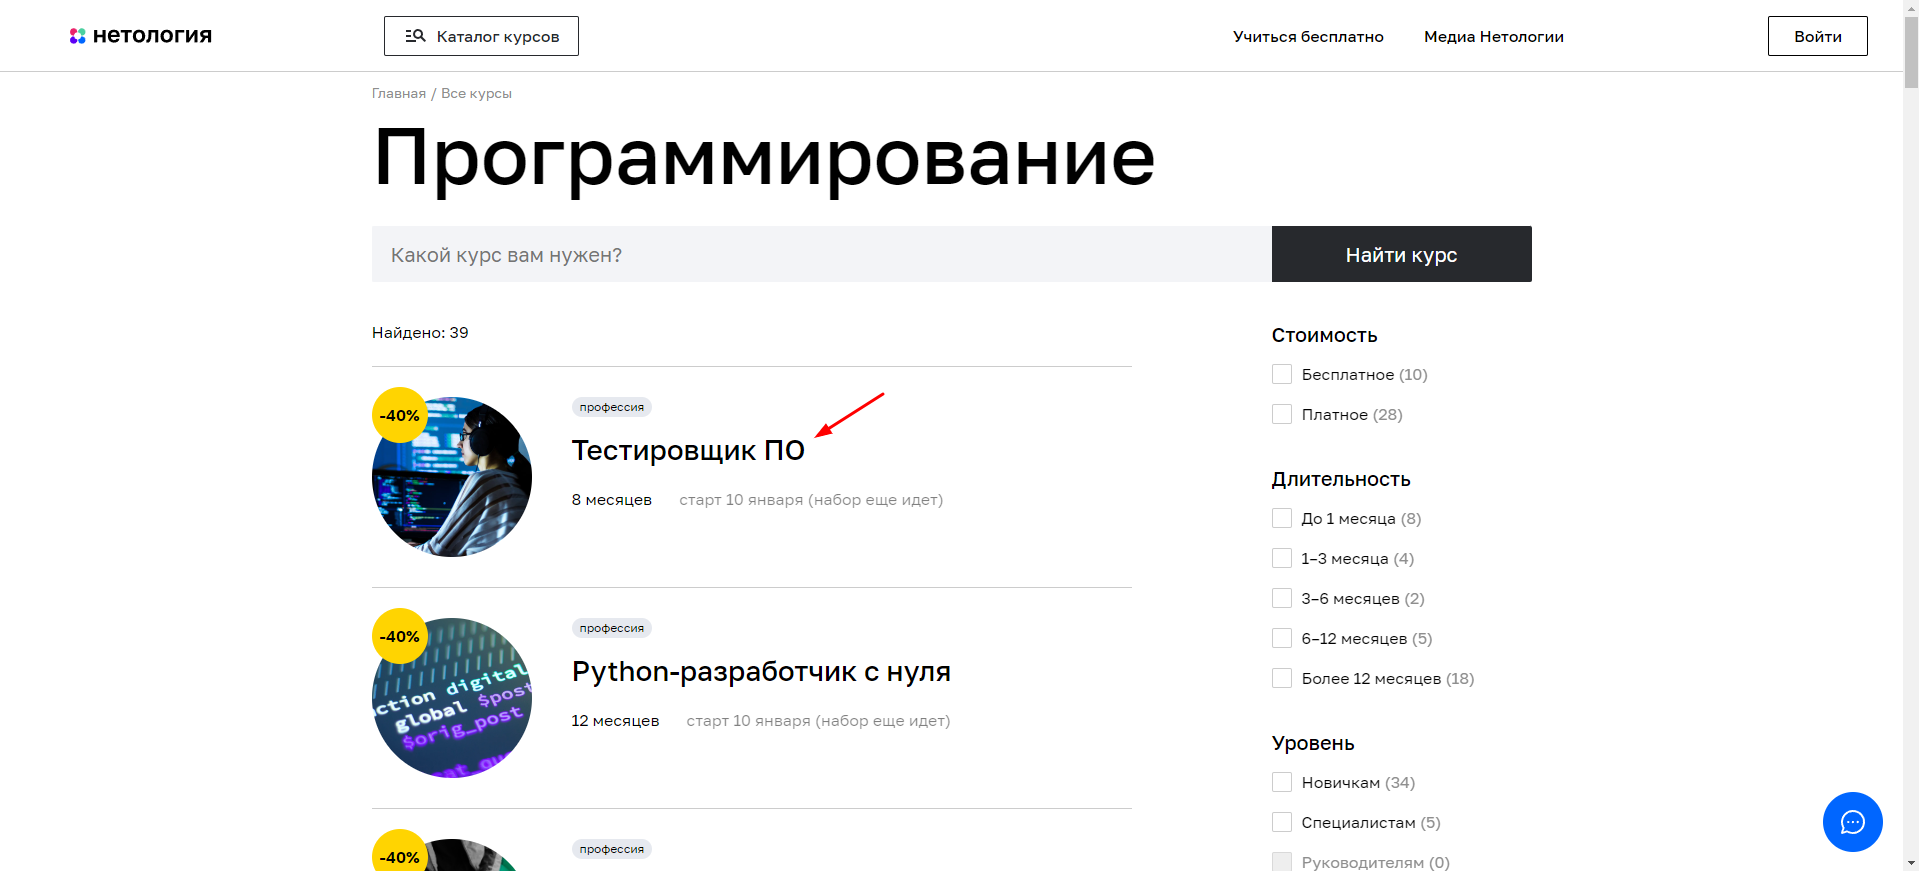 нетология
Каталог курсов
Учиться бесплатно
Медиа Нетологии
Войти
Главная / Все курсы
Программирование
Какой курс вам нужен?
Найти курс
Найдено: 39
-40%
профессия
Тестировщик ПО
8 месяцев старт 10 января (набор еще идет)
-40%
ction digital
global $post
$orig_post
профессия
Python-разработчик с нуля
12 месяцев старт 10 января (набор еще идет)
-40%
профессия
Стоимость
Бесплатное (10)
Платное (28)
Длительность
До 1 месяца (8)
1–3 месяца (4)
3–6 месяцев (2)
6–12 месяцев (5)
Более 12 месяцев (18)
Уровень
Новичкам (34)
Специалистам (5)
Руководителям (0)